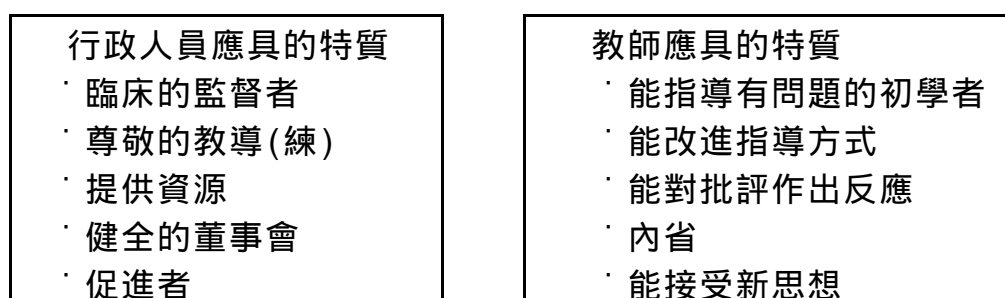 行政人員應具的特質
˙臨床的監督者
˙尊敬的教導(練)
˙提供資源
˙健全的董事會
˙促進者
教師應具的特質
˙能指導有問題的初學者
˙能改進指導方式
˙能對批評作出反應
˙內省
˙能接受新思想